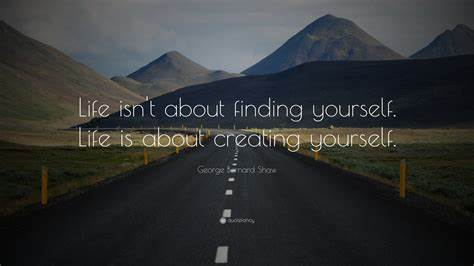 Life isn't about finding yourself.
Life is about creating yourself.
George Bernard Shaw
quotefancy